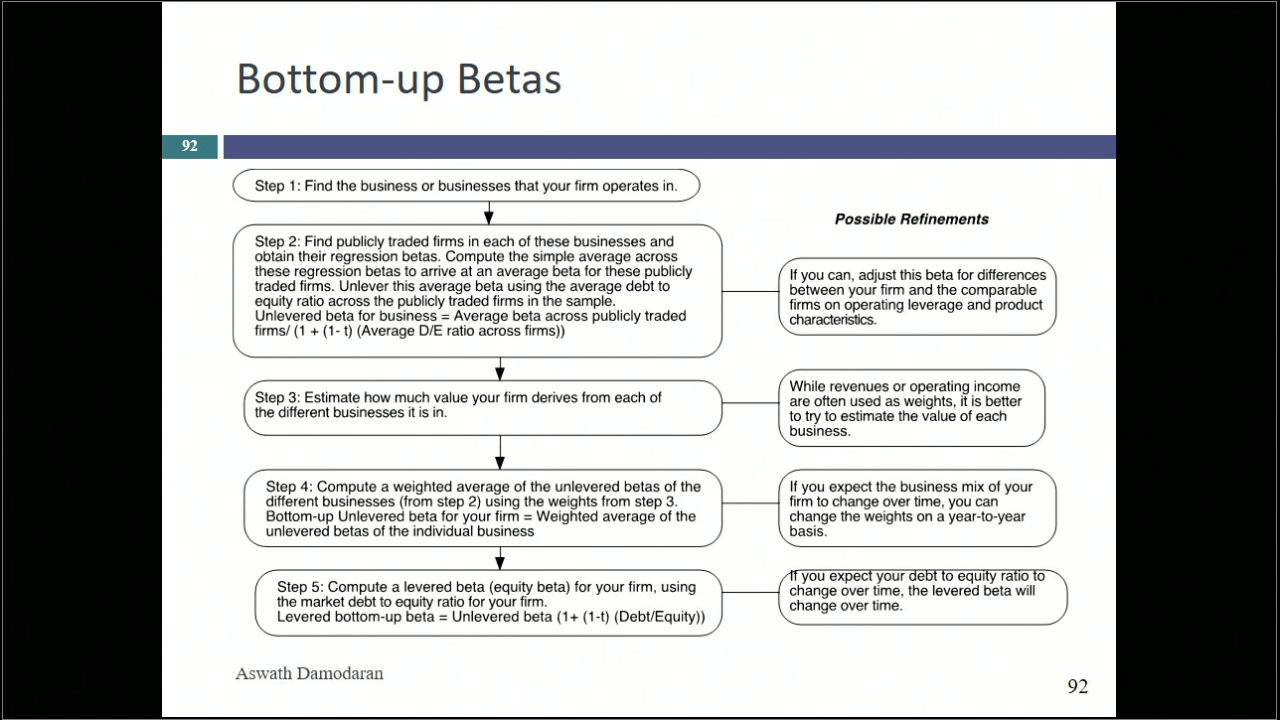 Bottom-up Betas
92
Step 1: Find the business or businesses that your firm operates in.
Possible Refinements
Step 2: Find publicly traded firms in each of these businesses and
obtain their regression betas. Compute the simple average across
these regression betas to arrive at an average beta for these publicly
traded firms. Unlever this average beta using the average debt to
equity ratio across the publicly traded firms in the sample.
Unlevered beta for business = Average beta across publicly traded
firms/ (1 + (1- t) (Average D/E ratio across firms))
If you can, adjust this beta for differences
between your firm and the comparable
firms on operating leverage and product
characteristics.
Step 3: Estimate how much value your firm derives from each of
the different businesses it is in.
While revenues or operating income
are often used as weights, it is better
to try to estimate the value of each
business.
Step 4: Compute a weighted average of the unlevered betas of the
different businesses (from step 2) using the weights from step 3.
Bottom-up Unlevered beta for your firm = Weighted average of the
unlevered betas of the individual business
If you expect the business mix of your
firm to change over time, you can
change the weights on a year-to-year
basis.
Step 5: Compute a levered beta (equity beta) for your firm, using
the market debt to equity ratio for your firm.
Levered bottom-up beta = Unlevered beta (1+ (1-t) (Debt/Equity))
If you expect your debt to equity ratio to
change over time, the levered beta will
change over time.
Aswath Damodaran
92